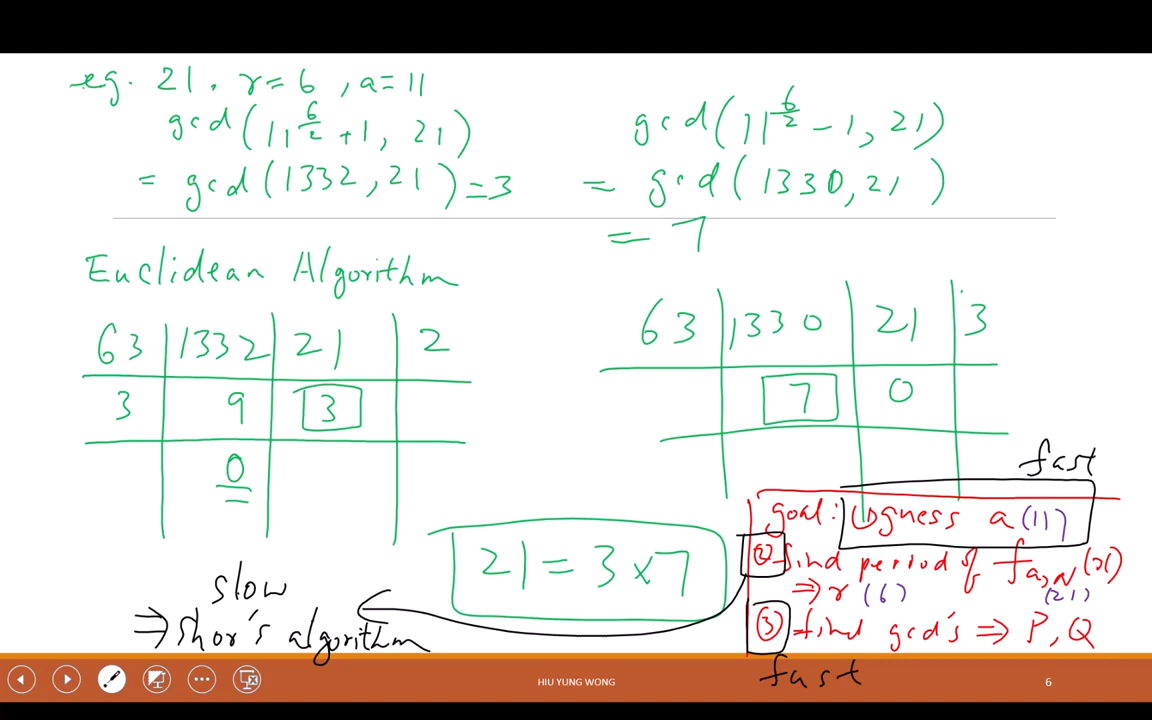 eg. 21, r=6, a=11
gcd(11^(6/2)+1, 21)
= gcd(1332, 21) = 3
gcd(11^(6/2)-1, 21)
= gcd(1330, 21)
= 7
Euclidean Algorithm
63 | 1332 | 21 | 2
3 | 9 | 3
0
63 | 1330 | 21 | 3
7 | 0
21 = 3 × 7
slow
⇒ Shor's algorithm
fast
goal: ① guess a (11)
② find period of f_{a,N}(x)
⇒ r (6) (21)
③ find gcd's ⇒ P, Q
fast
HIU YUNG WONG
6